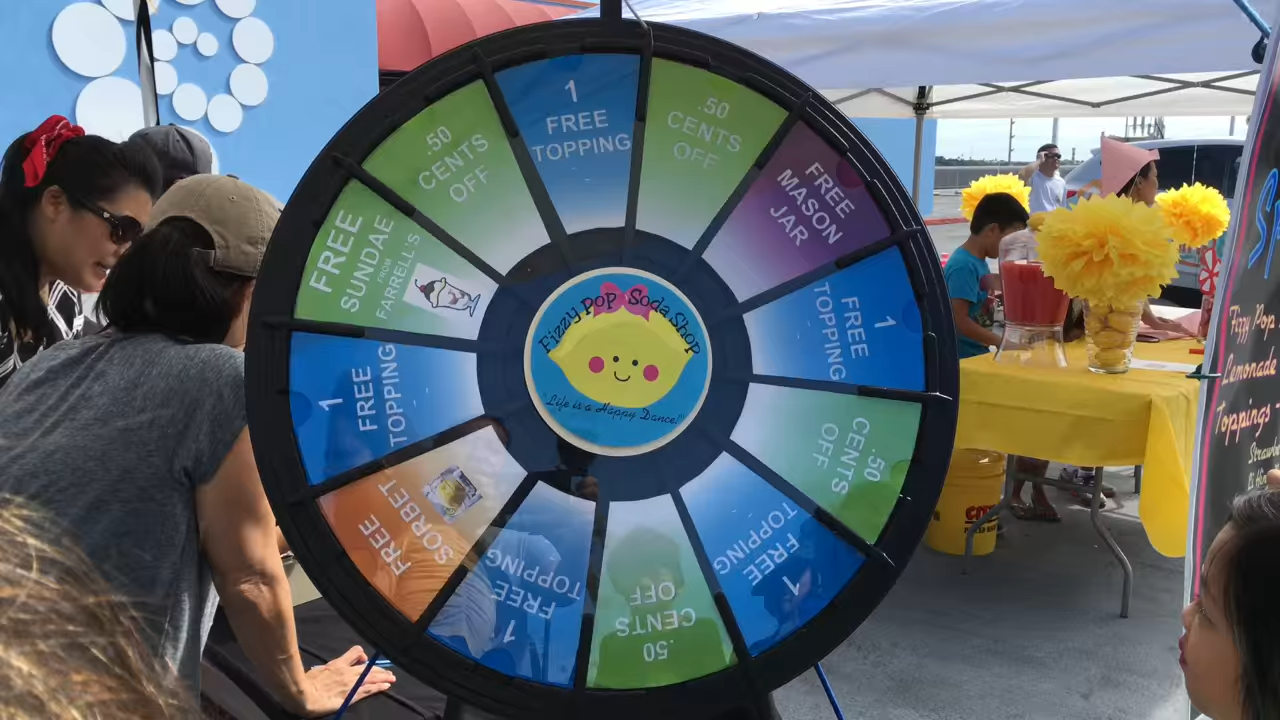 1
FREE
TOPPING
.50
CENTS
OFF
FREE
MASON
JAR
1
FREE
TOPPING
.50
CENTS
OFF
1
FREE
TOPPING
.50
CENTS
OFF
1
FREE
TOPPING
FREE
SORBET
1
FREE
TOPPING
FREE
SUNDAE
FROM
FARRELL'S
.50
CENTS
OFF
Fizzy Pop Soda Shop
"Life is a Happy Dance!"
Fizzy Pop
Lemonade
Toppings